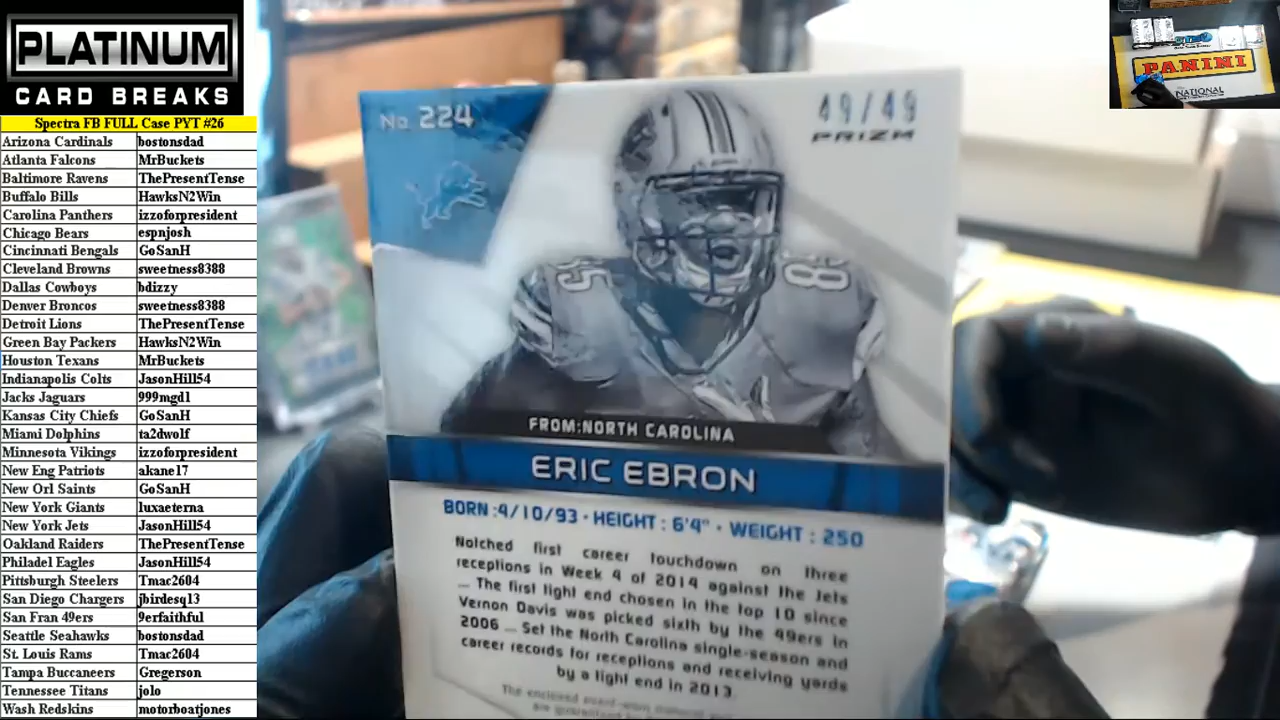 PLATINUM
CARD BREAKS
Spectra FB FULL Case PYT #26
Arizona Cardinals bostonsdad
Atlanta Falcons MrBuckets
Baltimore Ravens ThePresentTense
Buffalo Bills HawksN2Win
Carolina Panthers izzoforpresident
Chicago Bears espnjosh
Cincinnati Bengals GoSanH
Cleveland Browns sweetness8388
Dallas Cowboys bdizzy
Denver Broncos sweetness8388
Detroit Lions ThePresentTense
Green Bay Packers HawksN2Win
Houston Texans MrBuckets
Indianapolis Colts JasonHill54
Jacks Jaguars 999mgd1
Kansas City Chiefs GoSanH
Miami Dolphins ta2dwolf
Minnesota Vikings izzoforpresident
New Eng Patriots akane17
New Orl Saints GoSanH
New York Giants luxaeterna
New York Jets JasonHill54
Oakland Raiders ThePresentTense
Philadel Eagles JasonHill54
Pittsburgh Steelers Tmac2604
San Diego Chargers jbirdesq13
San Fran 49ers 9erfaithful
Seattle Seahawks bostonsdad
St. Louis Rams Tmac2604
Tampa Buccaneers Gregerson
Tennessee Titans jolo
Wash Redskins motorboatjones
No. 224
49/49
PRIZM
85
8
FROM:NORTH CAROLINA
ERIC EBRON
BORN:4/10/93 · HEIGHT: 6'4" · WEIGHT: 250
Notched first career touchdown on three
receptions in Week 4 of 2014 against the Jets
... The first tight end chosen in the top 10 since
Vernon Davis was picked sixth by the 49ers in
2006 ... Set the North Carolina single-season and
career records for receptions and receiving yards
by a tight end in 2013.
The enclosed
are guaranteed
PANINI
NATIONAL